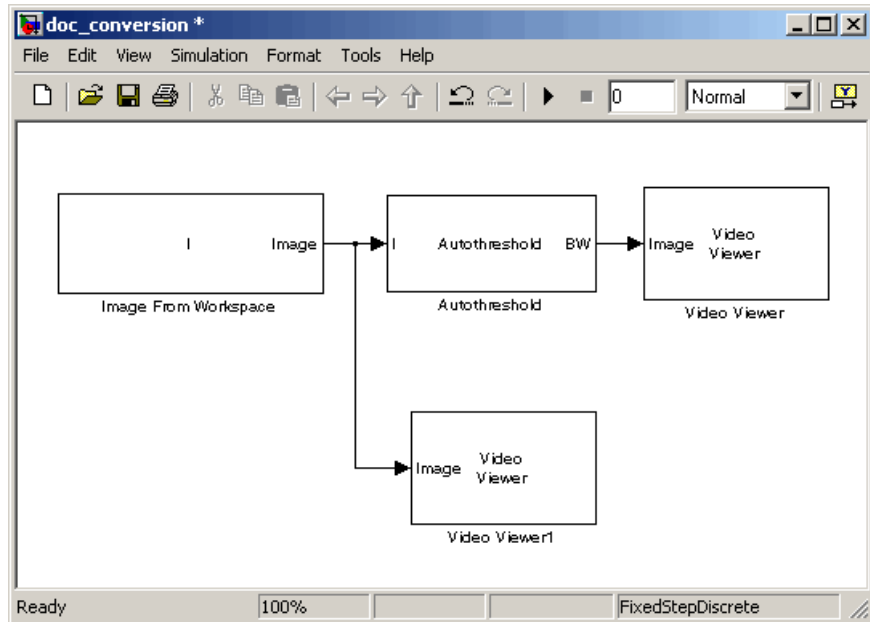 doc_conversion *
File Edit View Simulation Format Tools Help
0 Normal
I Image
Image From Workspace
I Autothreshold BW
Autothreshold
Image Video Viewer
Video Viewer
Image Video Viewer
Video Viewer1
Ready 100% FixedStepDiscrete